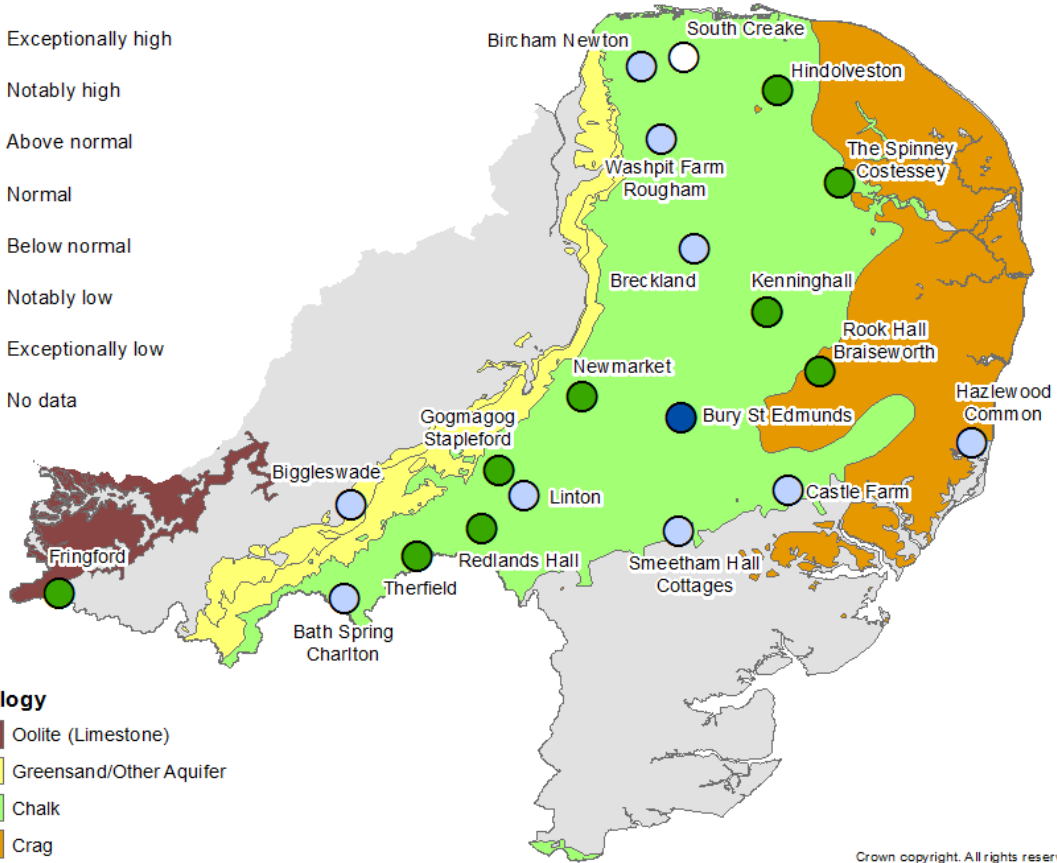 Exceptionally high
Notably high
Above normal
Normal
Below normal
Notably low
Exceptionally low
No data
Bircham Newton
South Creake
Hindolveston
Washpit Farm
Rougham
The Spinney
Costessey
Breckland
Kenninghall
Rook Hall
Braiseworth
Newmarket
Bury St Edmunds
Hazlewood
Common
Gogmagog
Stapleford
Biggleswade
Linton
Castle Farm
Fringford
Redlands Hall
Smeetham Hall
Cottages
Therfield
Bath Spring
Charlton
logy
Oolite (Limestone)
Greensand/Other Aquifer
Chalk
Crag
Crown copyright. All rights reserv